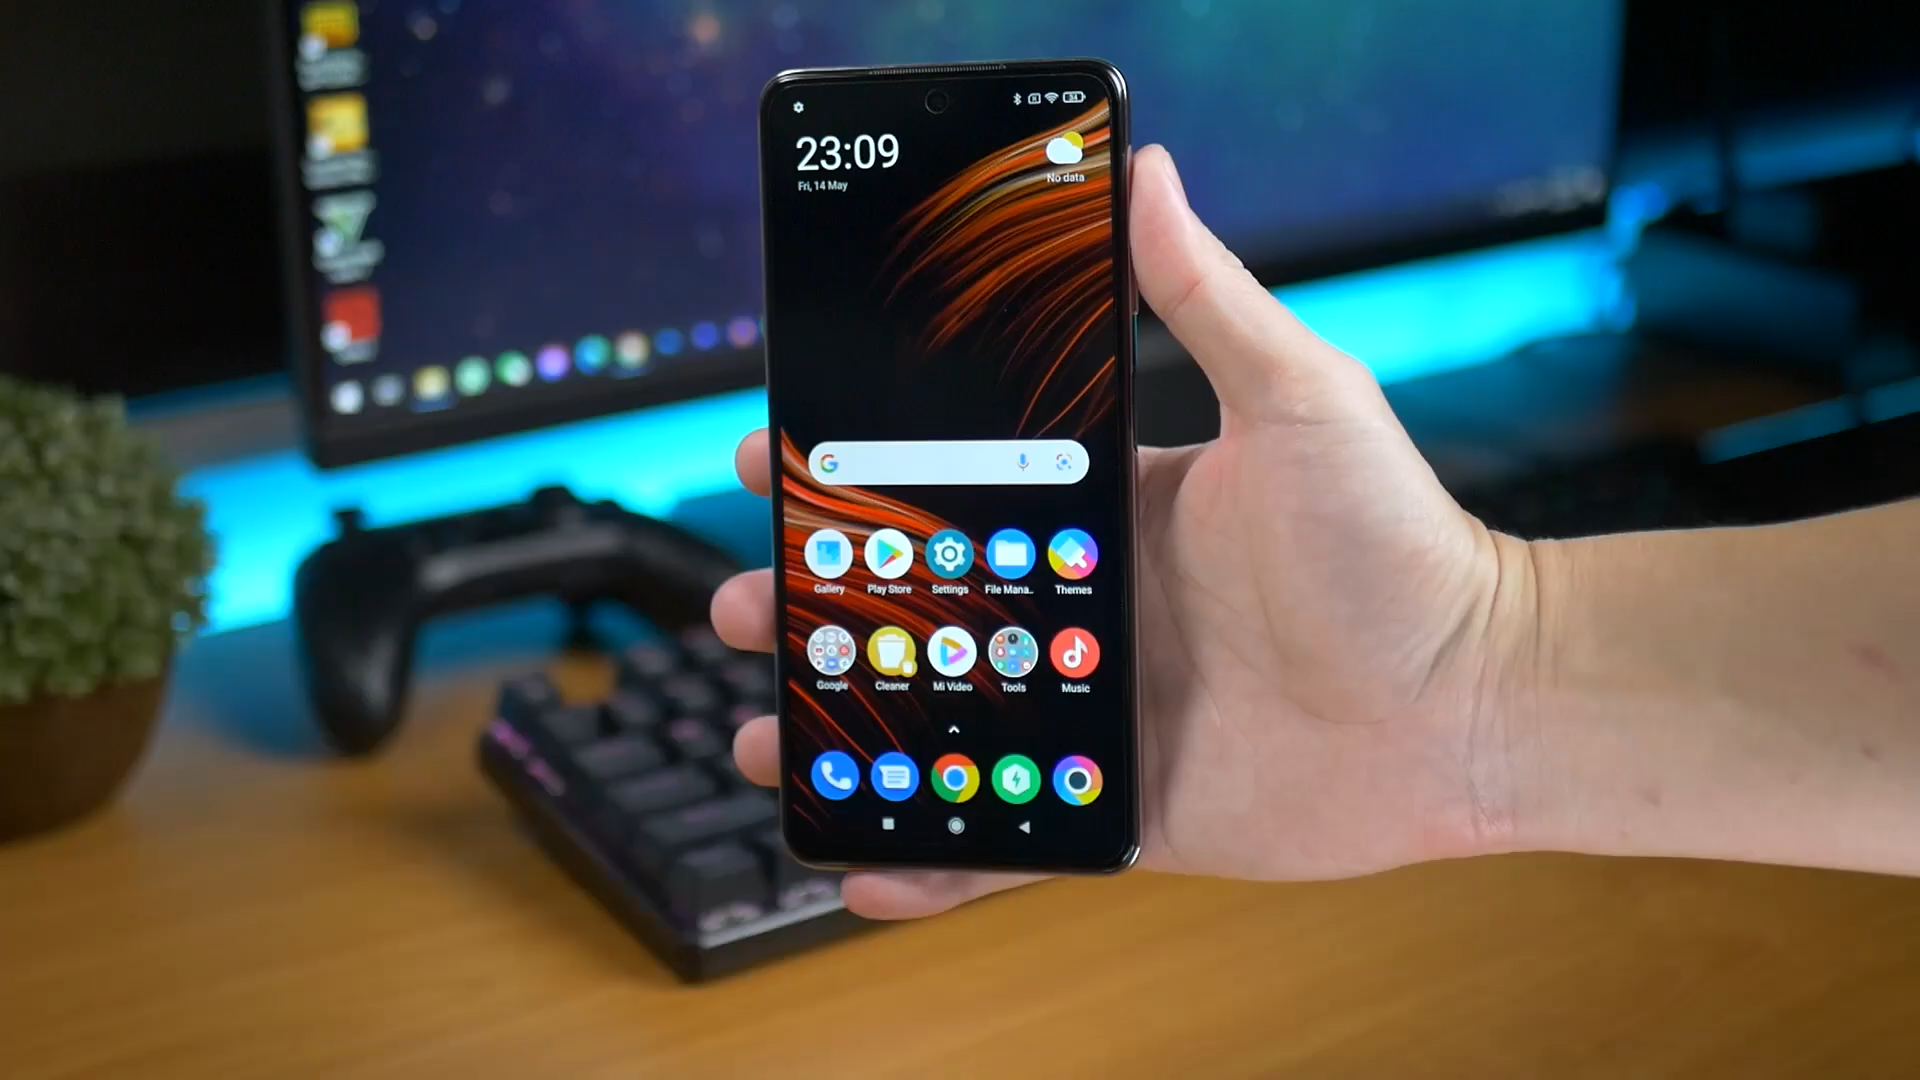 23:09
Fri, 14 May
No data
Gallery Play Store Settings File Mana.. Themes
Google Cleaner Mi Video Tools Music